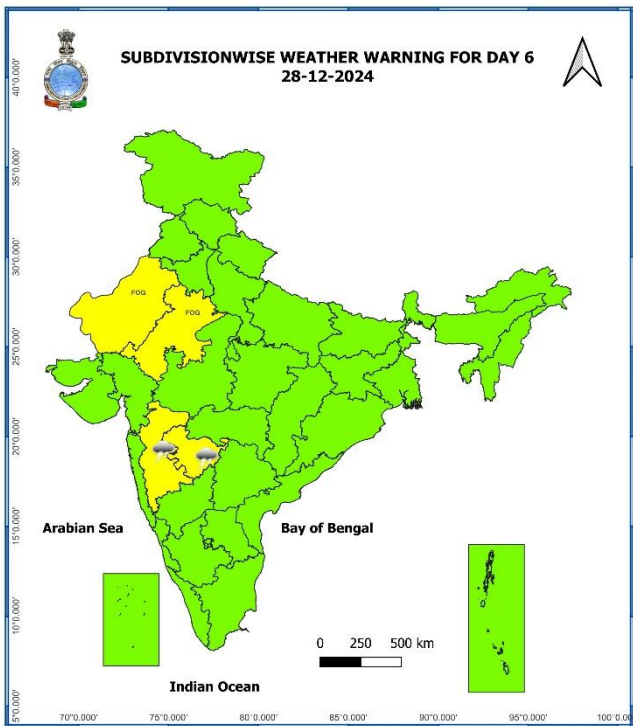 SUBDIVISIONWISE WEATHER WARNING FOR DAY 6
28-12-2024
FOG
FOG
Arabian Sea
Bay of Bengal
Indian Ocean
0 250 500 km
40°0.000'
35°0.000'
30°0.000'
25°0.000'
20°0.000'
15°0.000'
10°0.000'
5°0.000'
70°0.000' 75°0.000' 80°0.000' 85°0.000' 90°0.000' 95°0.000' 100°0.0